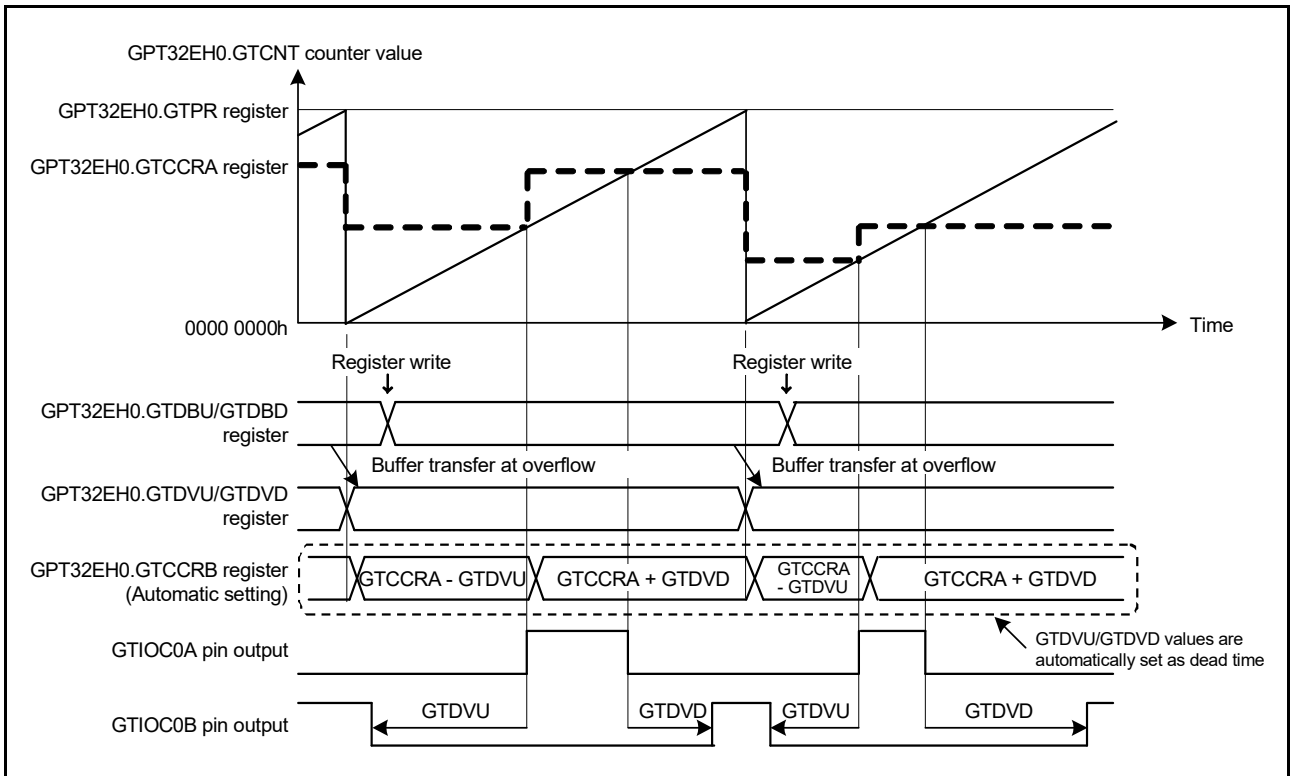 GPT32EH0.GTCNT counter value
GPT32EH0.GTPR register
GPT32EH0.GTCCRA register
0000 0000h
Time
Register write
Register write
GPT32EH0.GTDBU/GTDBD
register
Buffer transfer at overflow
Buffer transfer at overflow
GPT32EH0.GTDVU/GTDVD
register
GPT32EH0.GTCCRB register
(Automatic setting)
GTCCRA - GTDVU
GTCCRA + GTDVD
GTCCRA
- GTDVU
GTCCRA + GTDVD
GTDVU/GTDVD values are
automatically set as dead time
GTIOC0A pin output
GTIOC0B pin output
GTDVU
GTDVD
GTDVU
GTDVD